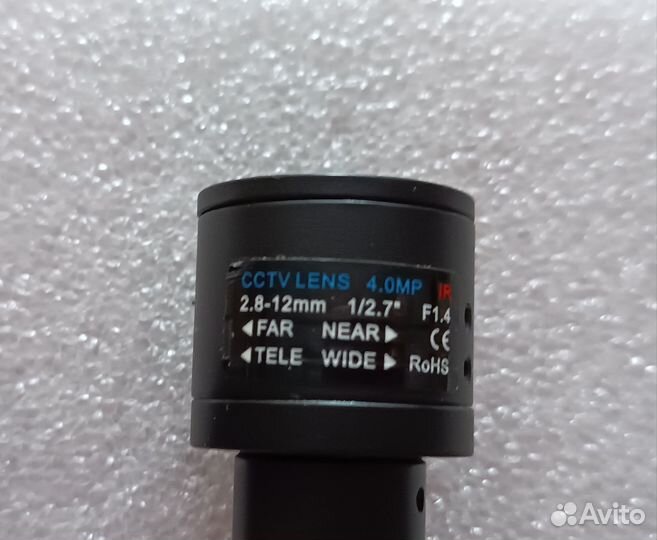 CCTV LENS 4.0MP IR
2.8-12mm 1/2.7" F1.4
◄FAR NEAR► CE
◄TELE WIDE► RoHS
Avito